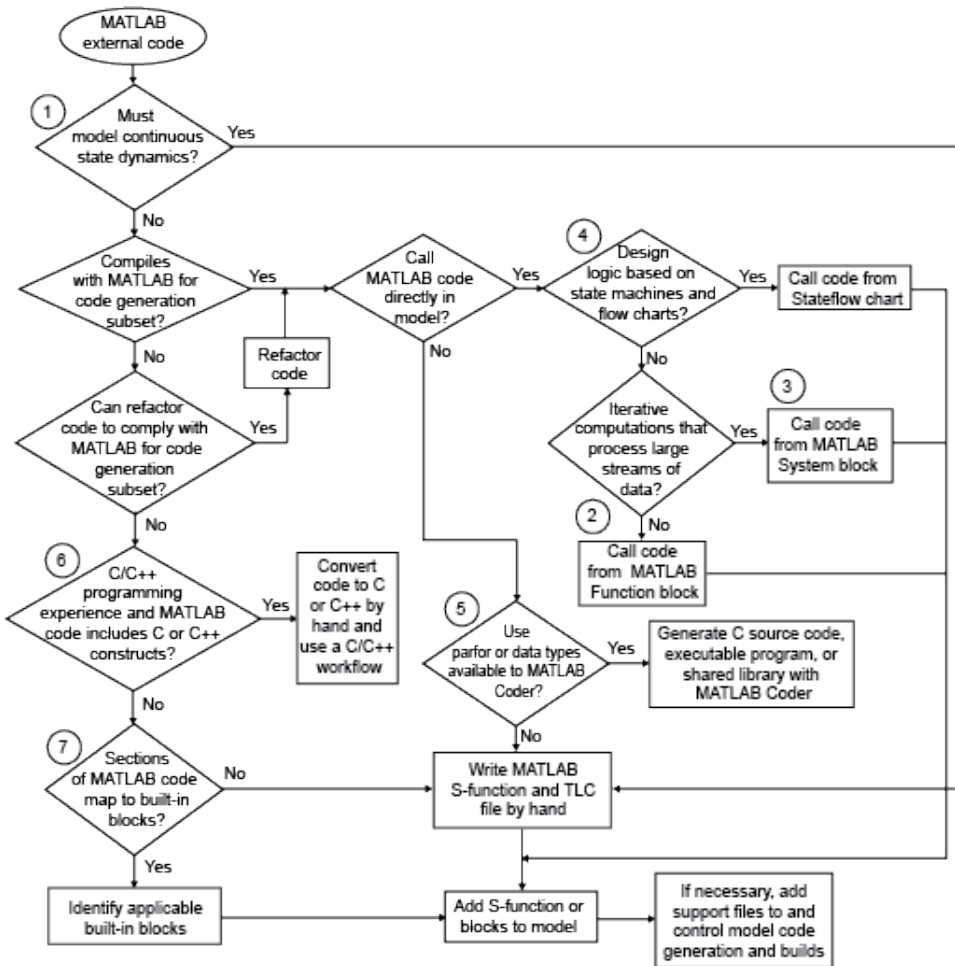 MATLAB
external code
1
Must
model continuous
state dynamics?
Yes
No
Compiles
with MATLAB for
code generation
subset?
Yes
No
Refactor
code
Can refactor
code to comply with
MATLAB for code
generation
subset?
Yes
No
Call
MATLAB code
directly in
model?
Yes
No
4
Design
logic based on
state machines and
flow charts?
Yes
Call code from
Stateflow chart
No
Iterative
computations that
process large
streams of
data?
Yes
3
Call code
from MATLAB
System block
No
2
Call code
from MATLAB
Function block
6
C/C++
programming
experience and MATLAB
code includes C or C++
constructs?
Yes
Convert
code to C
or C++ by
hand and
use a C/C++
workflow
No
5
Use
parfor or data types
available to MATLAB
Coder?
Yes
Generate C source code,
executable program, or
shared library with
MATLAB Coder
No
7
Sections
of MATLAB code
map to built-in
blocks?
No
Write MATLAB
S-function and TLC
file by hand
Yes
Identify applicable
built-in blocks
Add S-function or
blocks to model
If necessary, add
support files to and
control model code
generation and builds